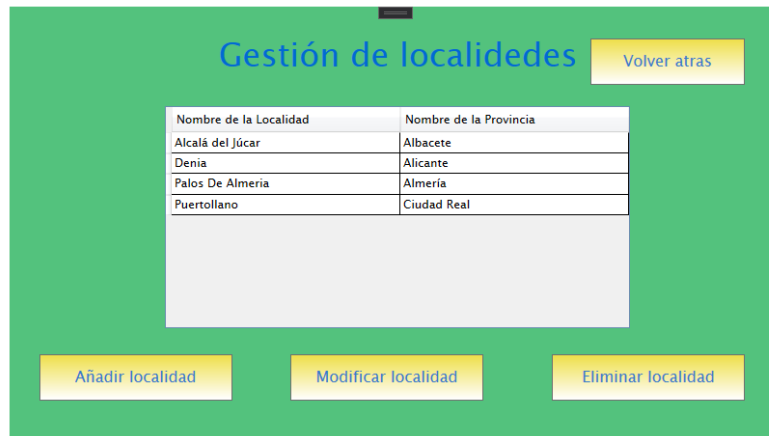 Gestión de localidedes
Volver atras
Nombre de la Localidad Nombre de la Provincia
Alcalá del Júcar Albacete
Denia Alicante
Palos De Almeria Almería
Puertollano Ciudad Real
Añadir localidad Modificar localidad Eliminar localidad